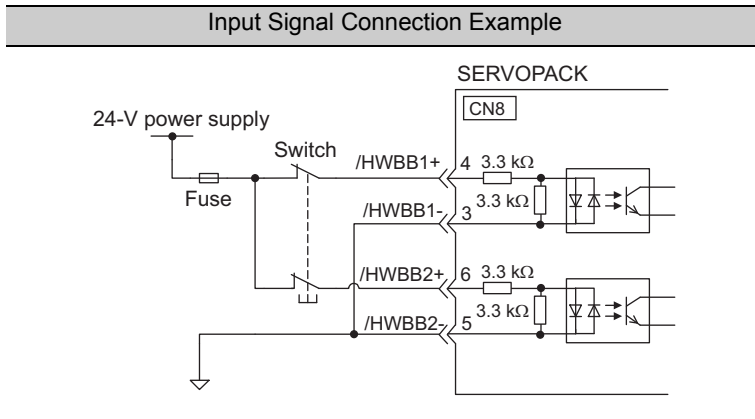 Input Signal Connection Example
SERVOPACK
CN8
24-V power supply
Switch
Fuse
/HWBB1+ 4 3.3 kΩ
3.3 kΩ
/HWBB1- 3
/HWBB2+ 6 3.3 kΩ
3.3 kΩ
/HWBB2- 5